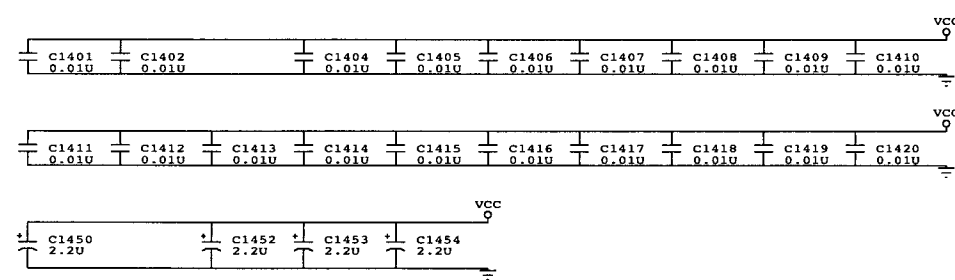 VCC
C1401 C1402 C1404 C1405 C1406 C1407 C1408 C1409 C1410
0.01U 0.01U 0.01U 0.01U 0.01U 0.01U 0.01U 0.01U 0.01U
VCC
C1411 C1412 C1413 C1414 C1415 C1416 C1417 C1418 C1419 C1420
0.01U 0.01U 0.01U 0.01U 0.01U 0.01U 0.01U 0.01U 0.01U 0.01U
VCC
+ C1450 + C1452 + C1453 + C1454
2.2U 2.2U 2.2U 2.2U